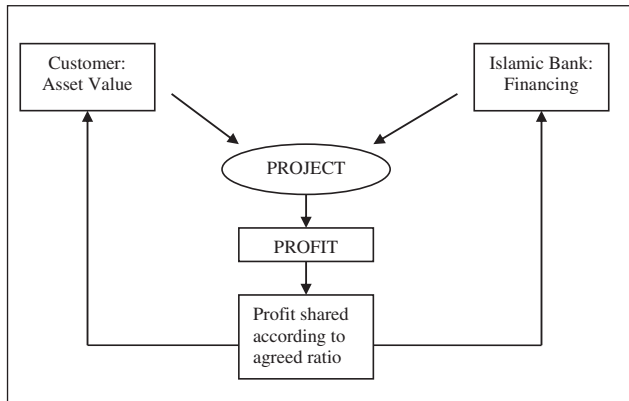 Customer:
Asset Value
Islamic Bank:
Financing
PROJECT
PROFIT
Profit shared
according to
agreed ratio